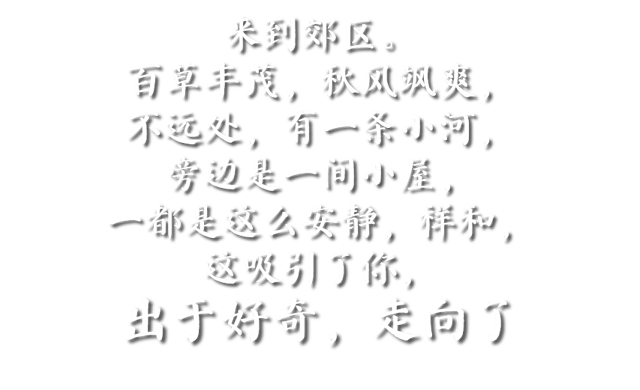 来到郊区。
百草丰茂，秋风飒爽，
不远处，有一条小河，
旁边是一间小屋，
一都是这么安静，祥和，
这吸引了你，
出于好奇，走向了